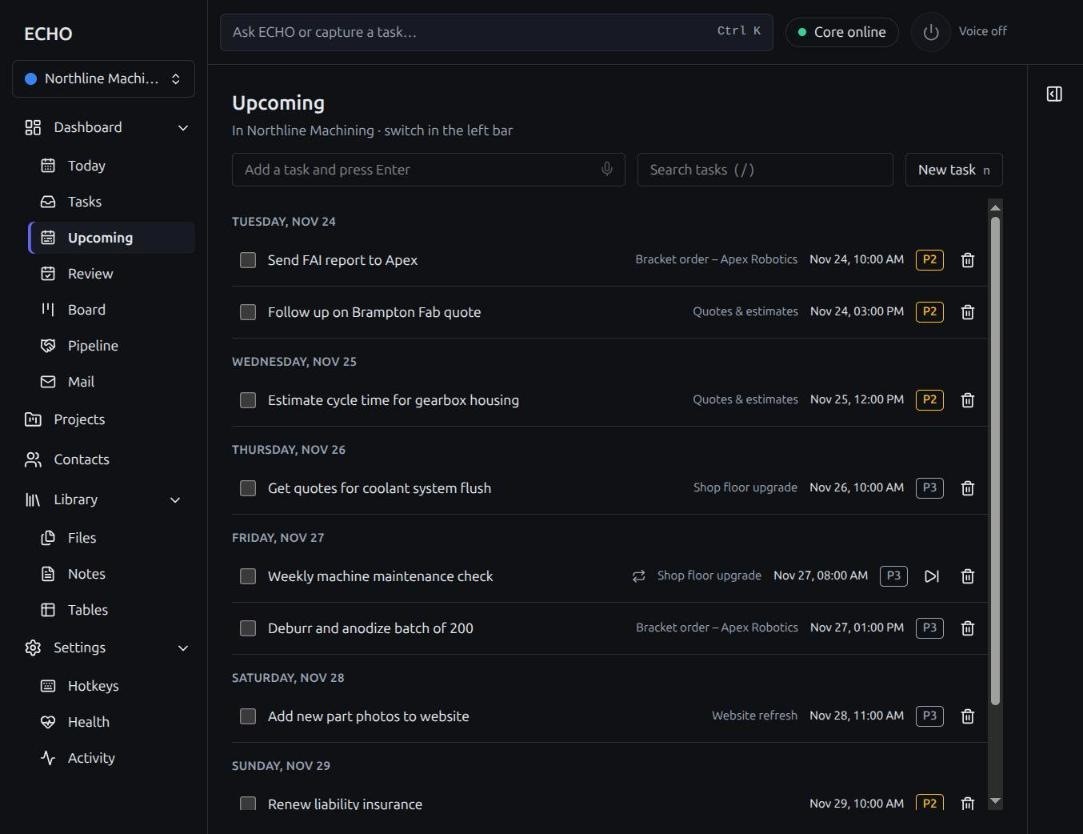 ECHO
Ask ECHO or capture a task… Ctrl K
Core online
Voice off
Northline Machi…
Dashboard
Today
Tasks
Upcoming
Review
Board
Pipeline
Mail
Projects
Contacts
Library
Files
Notes
Tables
Settings
Hotkeys
Health
Activity
Upcoming
In Northline Machining · switch in the left bar
Add a task and press Enter
Search tasks (/)
New task n
TUESDAY, NOV 24
Send FAI report to Apex Bracket order – Apex Robotics Nov 24, 10:00 AM P2
Follow up on Brampton Fab quote Quotes & estimates Nov 24, 03:00 PM P2
WEDNESDAY, NOV 25
Estimate cycle time for gearbox housing Quotes & estimates Nov 25, 12:00 PM P2
THURSDAY, NOV 26
Get quotes for coolant system flush Shop floor upgrade Nov 26, 10:00 AM P3
FRIDAY, NOV 27
Weekly machine maintenance check Shop floor upgrade Nov 27, 08:00 AM P3
Deburr and anodize batch of 200 Bracket order – Apex Robotics Nov 27, 01:00 PM P3
SATURDAY, NOV 28
Add new part photos to website Website refresh Nov 28, 11:00 AM P3
SUNDAY, NOV 29
Renew liability insurance Nov 29, 10:00 AM P2